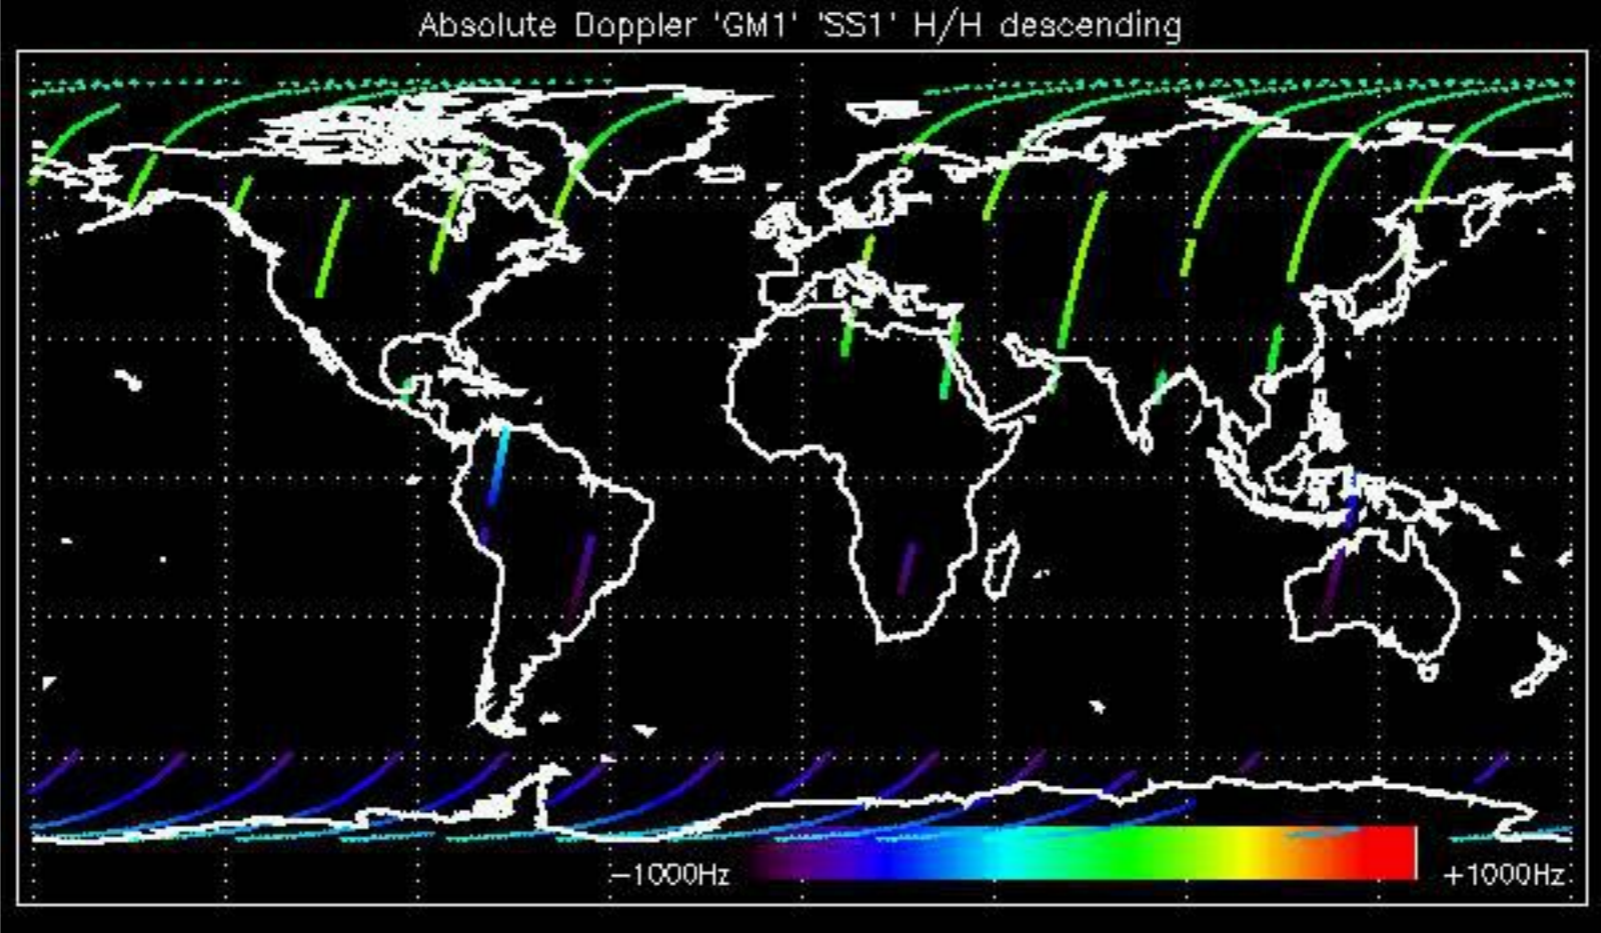 Absolute Doppler 'GM1' 'SS1' H/H descending
-1000Hz +1000Hz